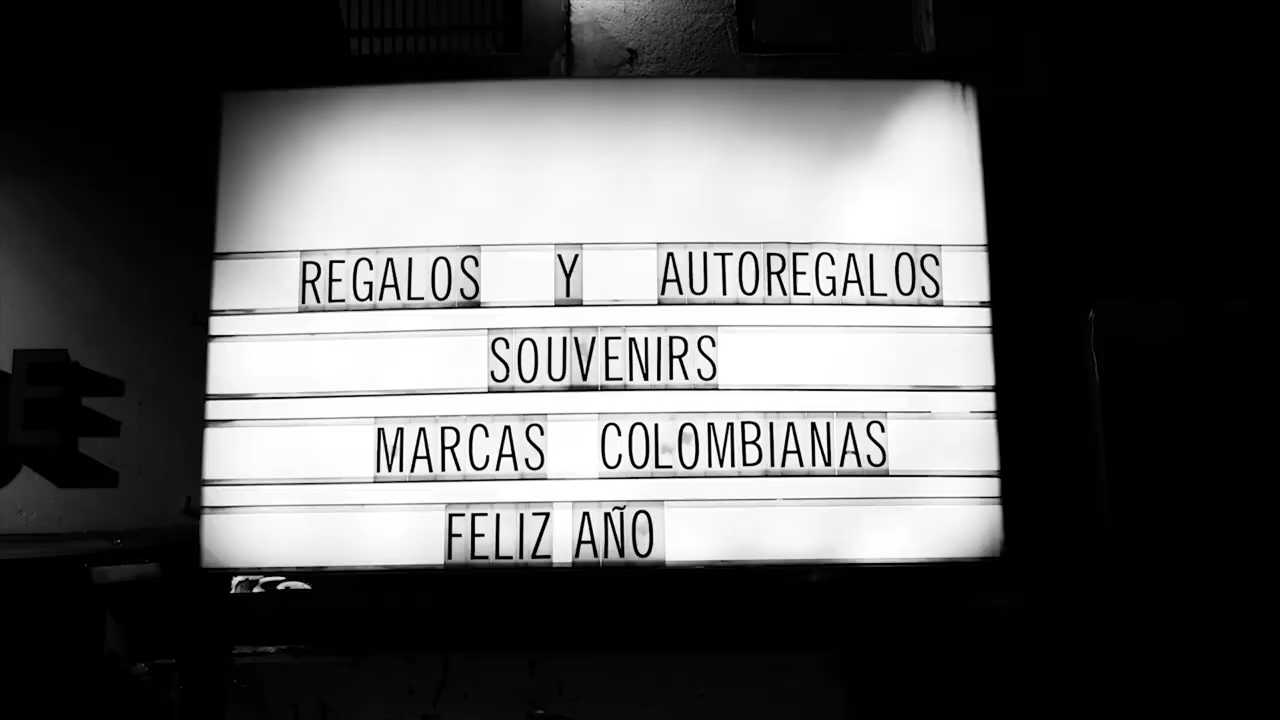 REGALOS Y AUTOREGALOS
SOUVENIRS
MARCAS COLOMBIANAS
FELIZ AÑO
E